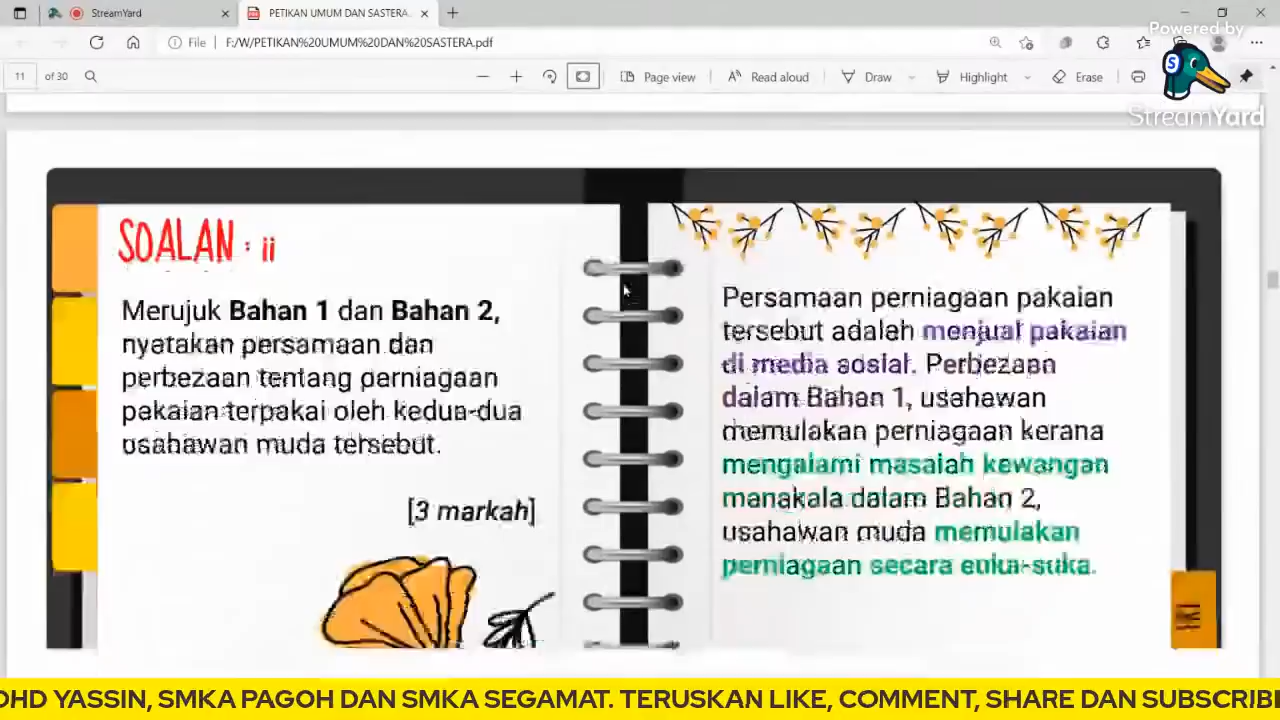 StreamYard
PETIKAN UMUM DAN SASTERA.
File
F:/W/PETIKAN%20UMUM%20DAN%20SASTERA.pdf
Powered by
11 of 30
Page view
Read aloud
Draw
Highlight
Erase
StreamYard
SOALAN : ii
Merujuk Bahan 1 dan Bahan 2,
nyatakan persamaan dan
perbezaan tentang perniagaan
pakaian terpakai oleh kedua-dua
usahawan muda tersebut.
[3 markah]
Persamaan perniagaan pakaian
tersebut adalah menjual pakaian
di media sosial. Perbezaan
dalam Bahan 1, usahawan
memulakan perniagaan kerana
mengalami masalah kewangan
manakala dalam Bahan 2,
usahawan muda memulakan
perniagaan secara suka-suka.
OHD YASSIN, SMKA PAGOH DAN SMKA SEGAMAT. TERUSKAN LIKE, COMMENT, SHARE DAN SUBSCRIB